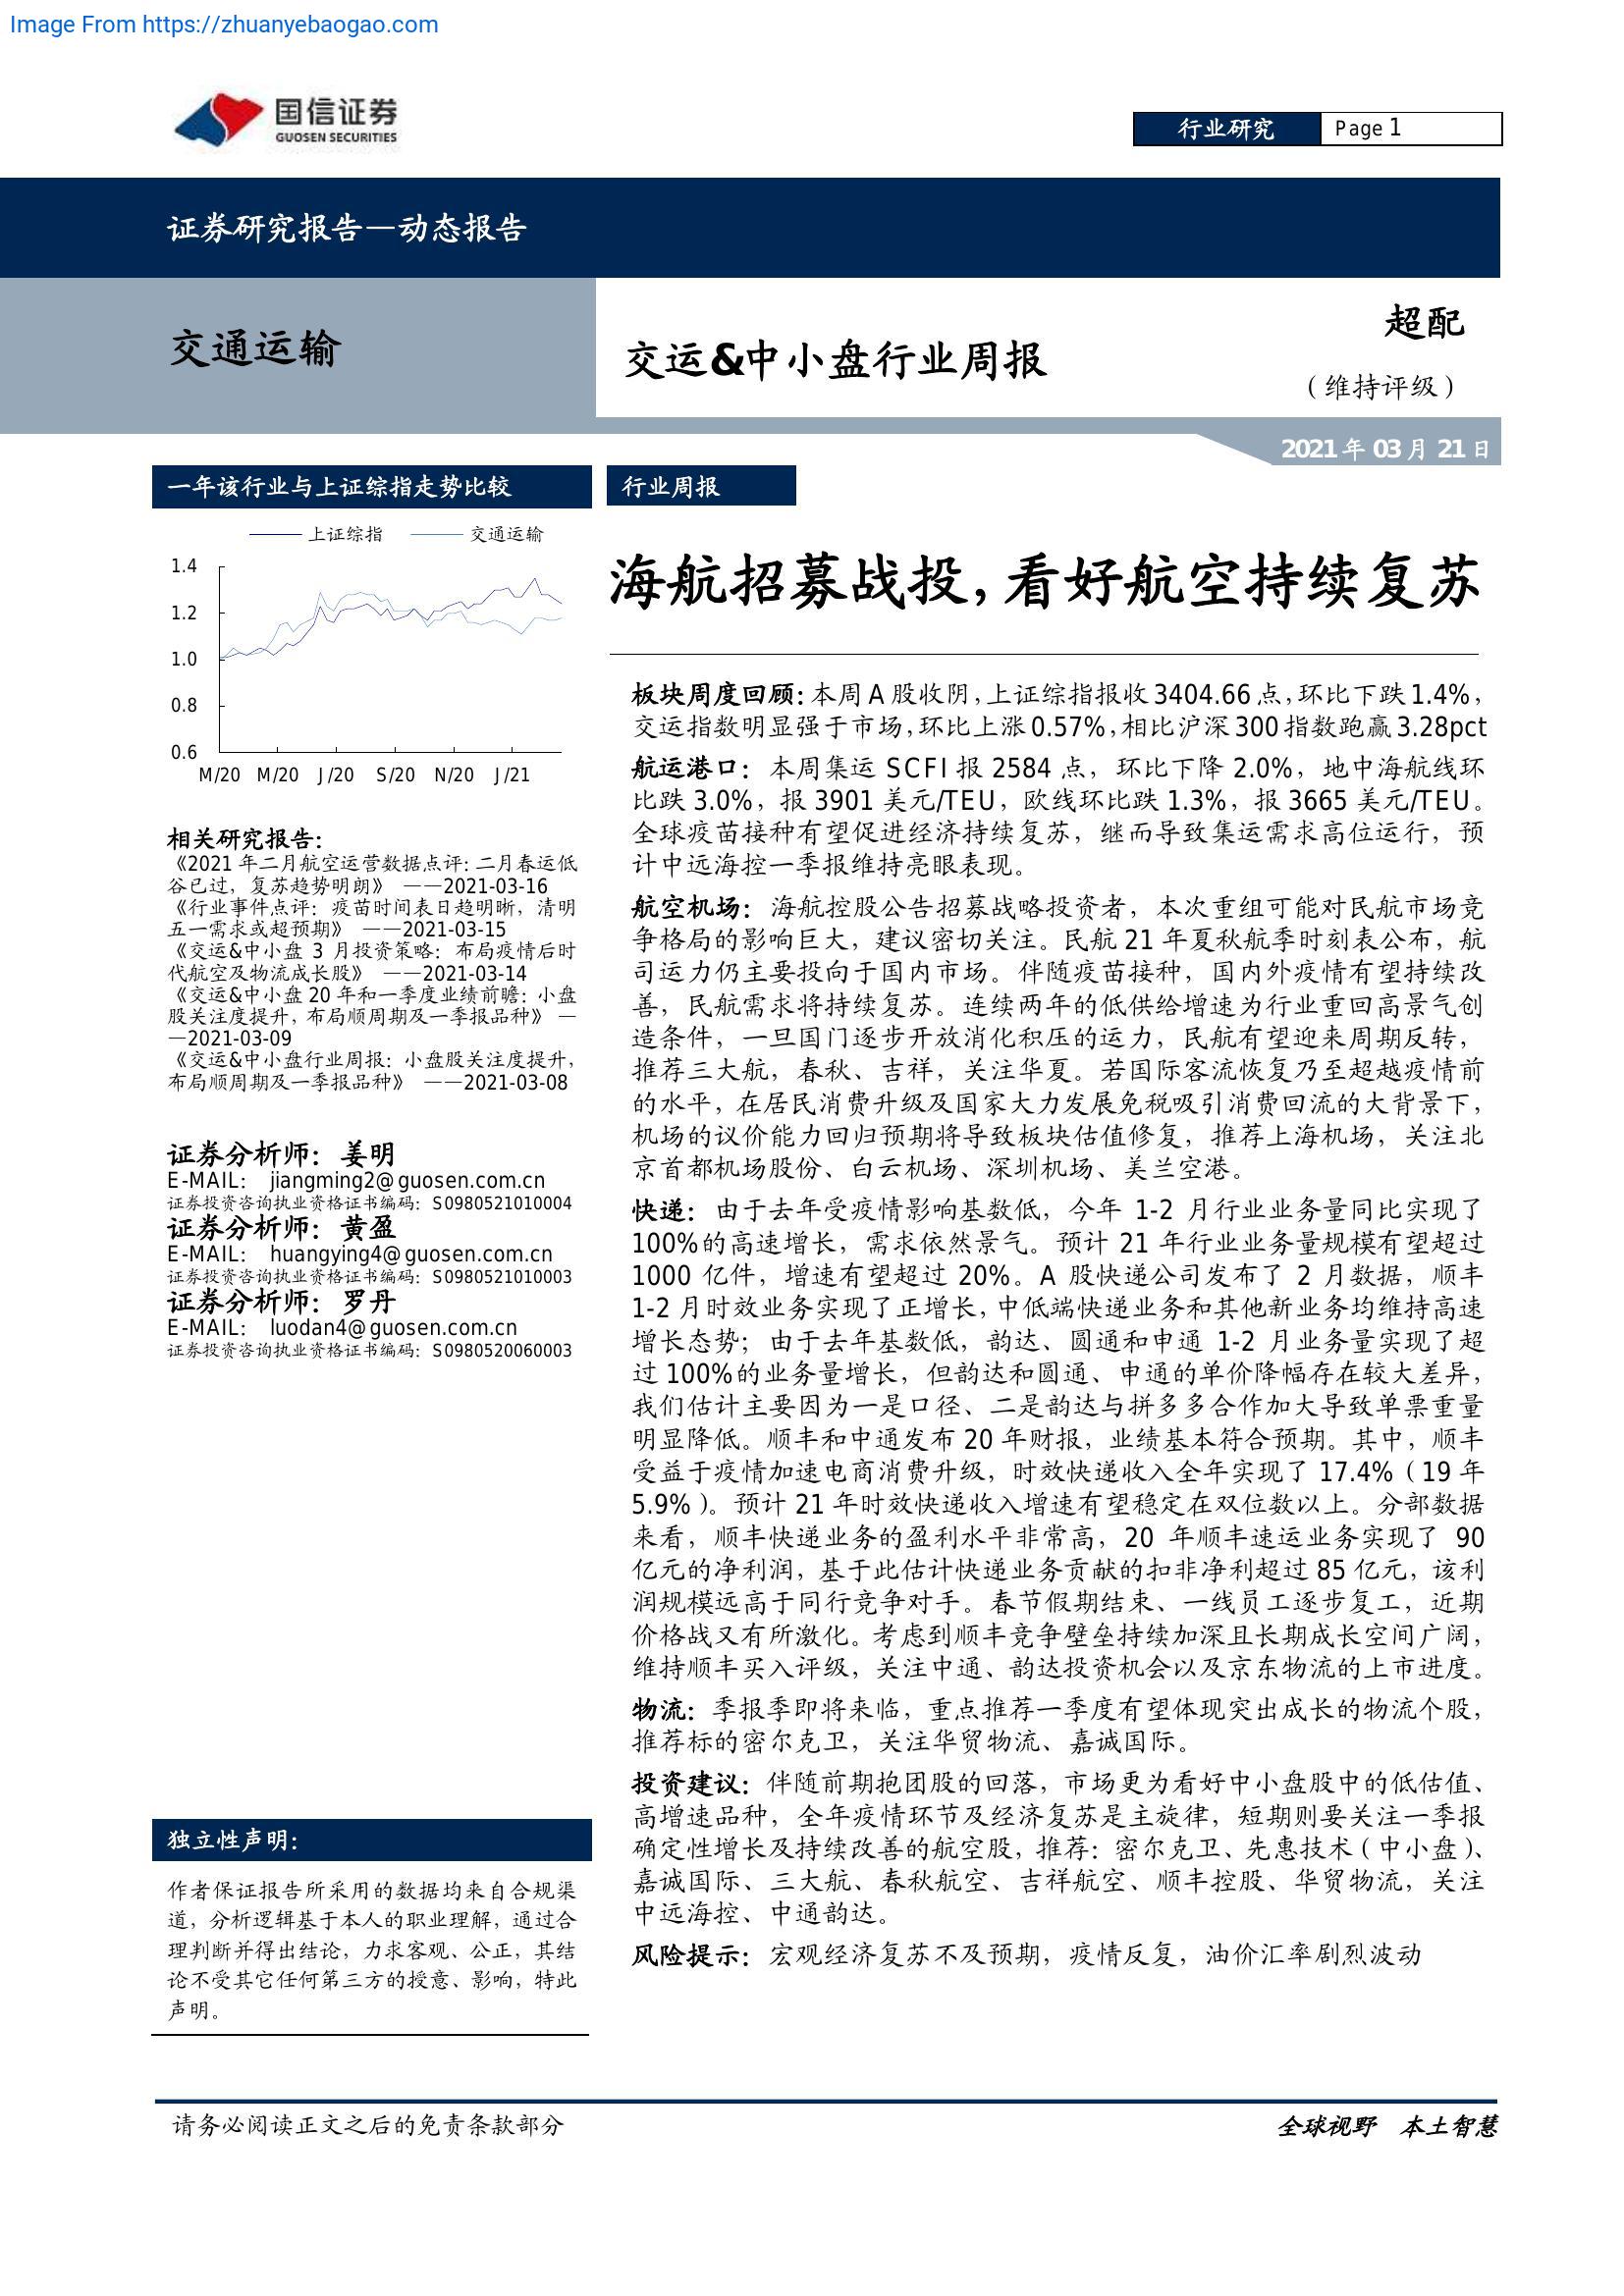 Image From https://zhuanyebaogao.com
国信证券
GUOSEN SECURITIES
行业研究
Page 1
证券研究报告—动态报告
交通运输
交运&中小盘行业周报
超配
（维持评级）
2021 年 03 月 21 日
一年该行业与上证综指走势比较
上证综指 交通运输
1.4
1.2
1.0
0.8
0.6
M/20 M/20 J/20 S/20 N/20 J/21
相关研究报告：
《2021 年二月航空运营数据点评：二月春运低
谷已过，复苏趋势明朗》 ——2021-03-16
《行业事件点评：疫苗时间表日趋明晰，清明
五一需求或超预期》 ——2021-03-15
《交运&中小盘 3 月投资策略：布局疫情后时
代航空及物流成长股》 ——2021-03-14
《交运&中小盘 20 年和一季度业绩前瞻：小盘
股关注度提升，布局顺周期及一季报品种》 —
—2021-03-09
《交运&中小盘行业周报：小盘股关注度提升，
布局顺周期及一季报品种》 ——2021-03-08
证券分析师：姜明
E-MAIL: jiangming2@guosen.com.cn
证券投资咨询执业资格证书编码：S0980521010004
证券分析师：黄盈
E-MAIL: huangying4@guosen.com.cn
证券投资咨询执业资格证书编码：S0980521010003
证券分析师：罗丹
E-MAIL: luodan4@guosen.com.cn
证券投资咨询执业资格证书编码：S0980520060003
独立性声明：
作者保证报告所采用的数据均来自合规渠
道，分析逻辑基于本人的职业理解，通过合
理判断并得出结论，力求客观、公正，其结
论不受其它任何第三方的授意、影响，特此
声明。
行业周报
海航招募战投，看好航空持续复苏
板块周度回顾：本周 A 股收阴，上证综指报收 3404.66 点，环比下跌 1.4%，
交运指数明显强于市场，环比上涨 0.57%，相比沪深 300 指数跑赢 3.28pct
航运港口：本周集运 SCFI 报 2584 点，环比下降 2.0%，地中海航线环
比跌 3.0%，报 3901 美元/TEU，欧线环比跌 1.3%，报 3665 美元/TEU。
全球疫苗接种有望促进经济持续复苏，继而导致集运需求高位运行，预
计中远海控一季报维持亮眼表现。
航空机场：海航控股公告招募战略投资者，本次重组可能对民航市场竞
争格局的影响巨大，建议密切关注。民航 21 年夏秋航季时刻表公布，航
司运力仍主要投向于国内市场。伴随疫苗接种，国内外疫情有望持续改
善，民航需求将持续复苏。连续两年的低供给增速为行业重回高景气创
造条件，一旦国门逐步开放消化积压的运力，民航有望迎来周期反转，
推荐三大航，春秋、吉祥，关注华夏。若国际客流恢复乃至超越疫情前
的水平，在居民消费升级及国家大力发展免税吸引消费回流的大背景下，
机场的议价能力回归预期将导致板块估值修复，推荐上海机场，关注北
京首都机场股份、白云机场、深圳机场、美兰空港。
快递：由于去年受疫情影响基数低，今年 1-2 月行业业务量同比实现了
100%的高速增长，需求依然景气。预计 21 年行业业务量规模有望超过
1000 亿件，增速有望超过 20%。A 股快递公司发布了 2 月数据，顺丰
1-2 月时效业务实现了正增长，中低端快递业务和其他新业务均维持高速
增长态势；由于去年基数低，韵达、圆通和申通 1-2 月业务量实现了超
过 100%的业务量增长，但韵达和圆通、申通的单价降幅存在较大差异，
我们估计主要因为一是口径、二是韵达与拼多多合作加大导致单票重量
明显降低。顺丰和中通发布 20 年财报，业绩基本符合预期。其中，顺丰
受益于疫情加速电商消费升级，时效快递收入全年实现了 17.4%（19 年
5.9%）。预计 21 年时效快递收入增速有望稳定在双位数以上。分部数据
来看，顺丰快递业务的盈利水平非常高，20 年顺丰速运业务实现了 90
亿元的净利润，基于此估计快递业务贡献的扣非净利超过 85 亿元，该利
润规模远高于同行竞争对手。春节假期结束、一线员工逐步复工，近期
价格战又有所激化。考虑到顺丰竞争壁垒持续加深且长期成长空间广阔，
维持顺丰买入评级，关注中通、韵达投资机会以及京东物流的上市进度。
物流：季报季即将来临，重点推荐一季度有望体现突出成长的物流个股，
推荐标的密尔克卫，关注华贸物流、嘉诚国际。
投资建议：伴随前期抱团股的回落，市场更为看好中小盘股中的低估值、
高增速品种，全年疫情环节及经济复苏是主旋律，短期则要关注一季报
确定性增长及持续改善的航空股，推荐：密尔克卫、先惠技术（中小盘）、
嘉诚国际、三大航、春秋航空、吉祥航空、顺丰控股、华贸物流，关注
中远海控、中通韵达。
风险提示：宏观经济复苏不及预期，疫情反复，油价汇率剧烈波动
请务必阅读正文之后的免责条款部分
全球视野 本土智慧